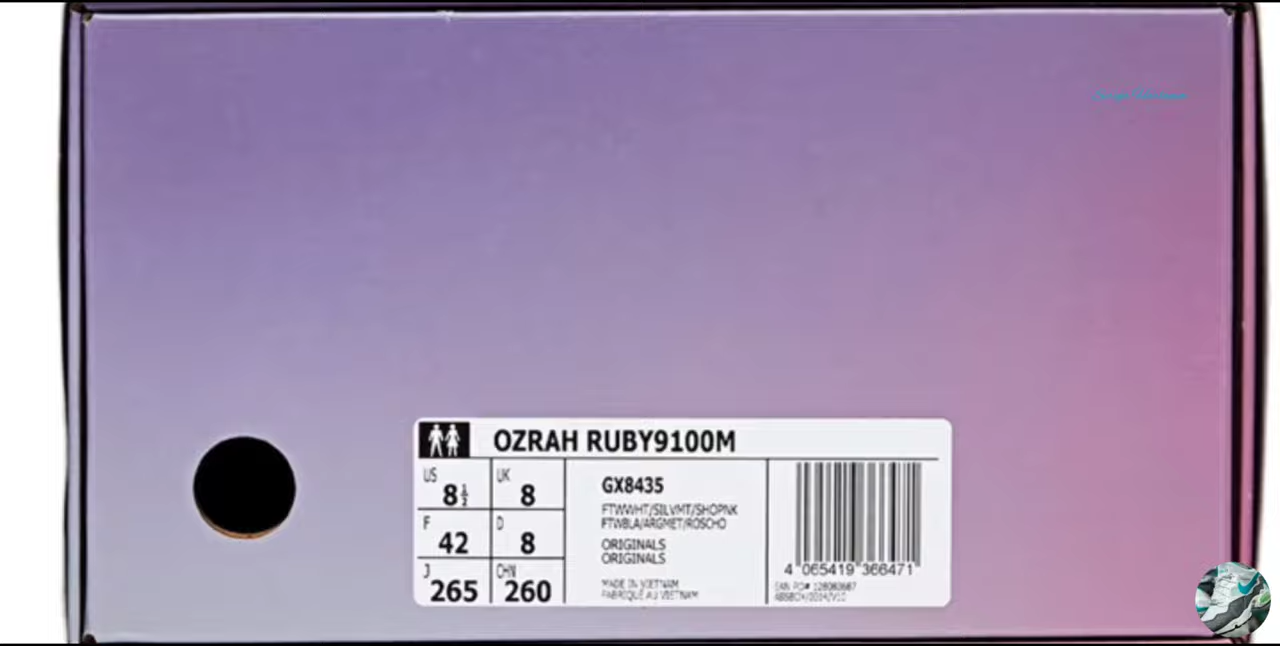 OZRAH RUBY9100M
US 8½ UK 8
F 42 D 8
J 265 CHN 260
GX8435
FTWWHT/SILVMT/SHOPNK
FTWBLA/ARGMET/ROSCHO
ORIGINALS
ORIGINALS
MADE IN VIETNAM
FABRIQUE AU VIETNAM
4 065419 366471